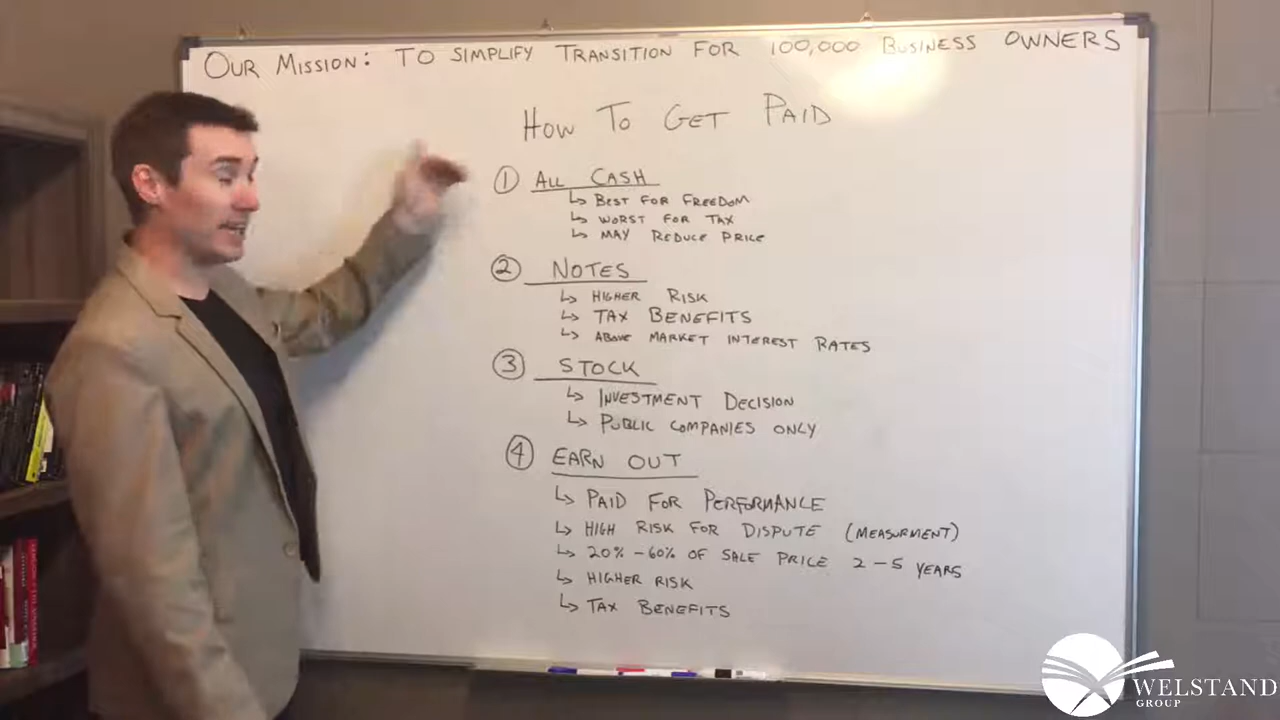 OUR MISSION: TO SIMPLIFY TRANSITION FOR 100,000 BUSINESS OWNERS
HOW TO GET PAID
① ALL CASH
↳ BEST FOR FREEDOM
↳ WORST FOR TAX
↳ MAY REDUCE PRICE
② NOTES
↳ HIGHER RISK
↳ TAX BENEFITS
↳ ABOVE MARKET INTEREST RATES
③ STOCK
↳ INVESTMENT DECISION
↳ PUBLIC COMPANIES ONLY
④ EARN OUT
↳ PAID FOR PERFORMANCE
↳ HIGH RISK FOR DISPUTE (MEASURMENT)
↳ 20% - 60% OF SALE PRICE 2 - 5 YEARS
↳ HIGHER RISK
↳ TAX BENEFITS
WELSTAND
GROUP